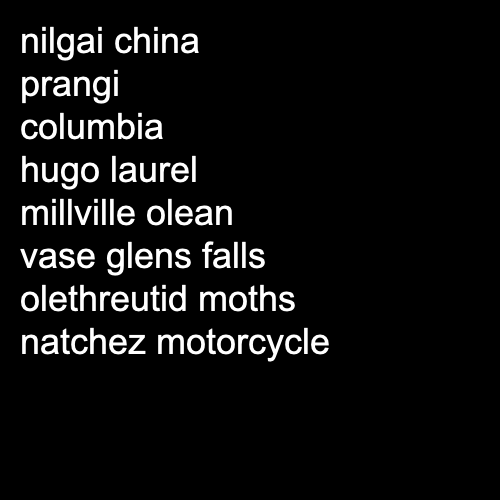 nilgai china
prangi
columbia
hugo laurel
millville olean
vase glens falls
olethreutid moths
natchez motorcycle